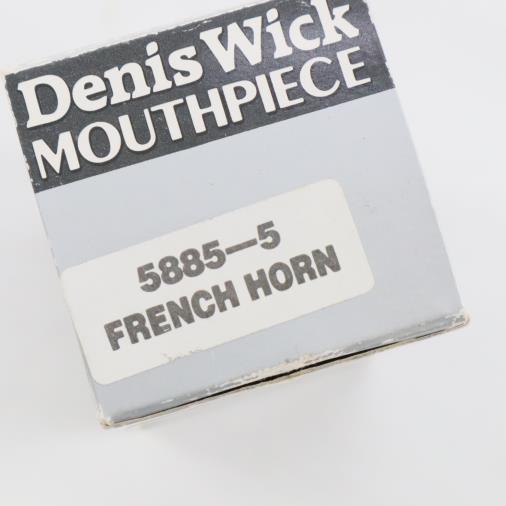 Denis Wick
MOUTHPIECE
5885—5
FRENCH HORN